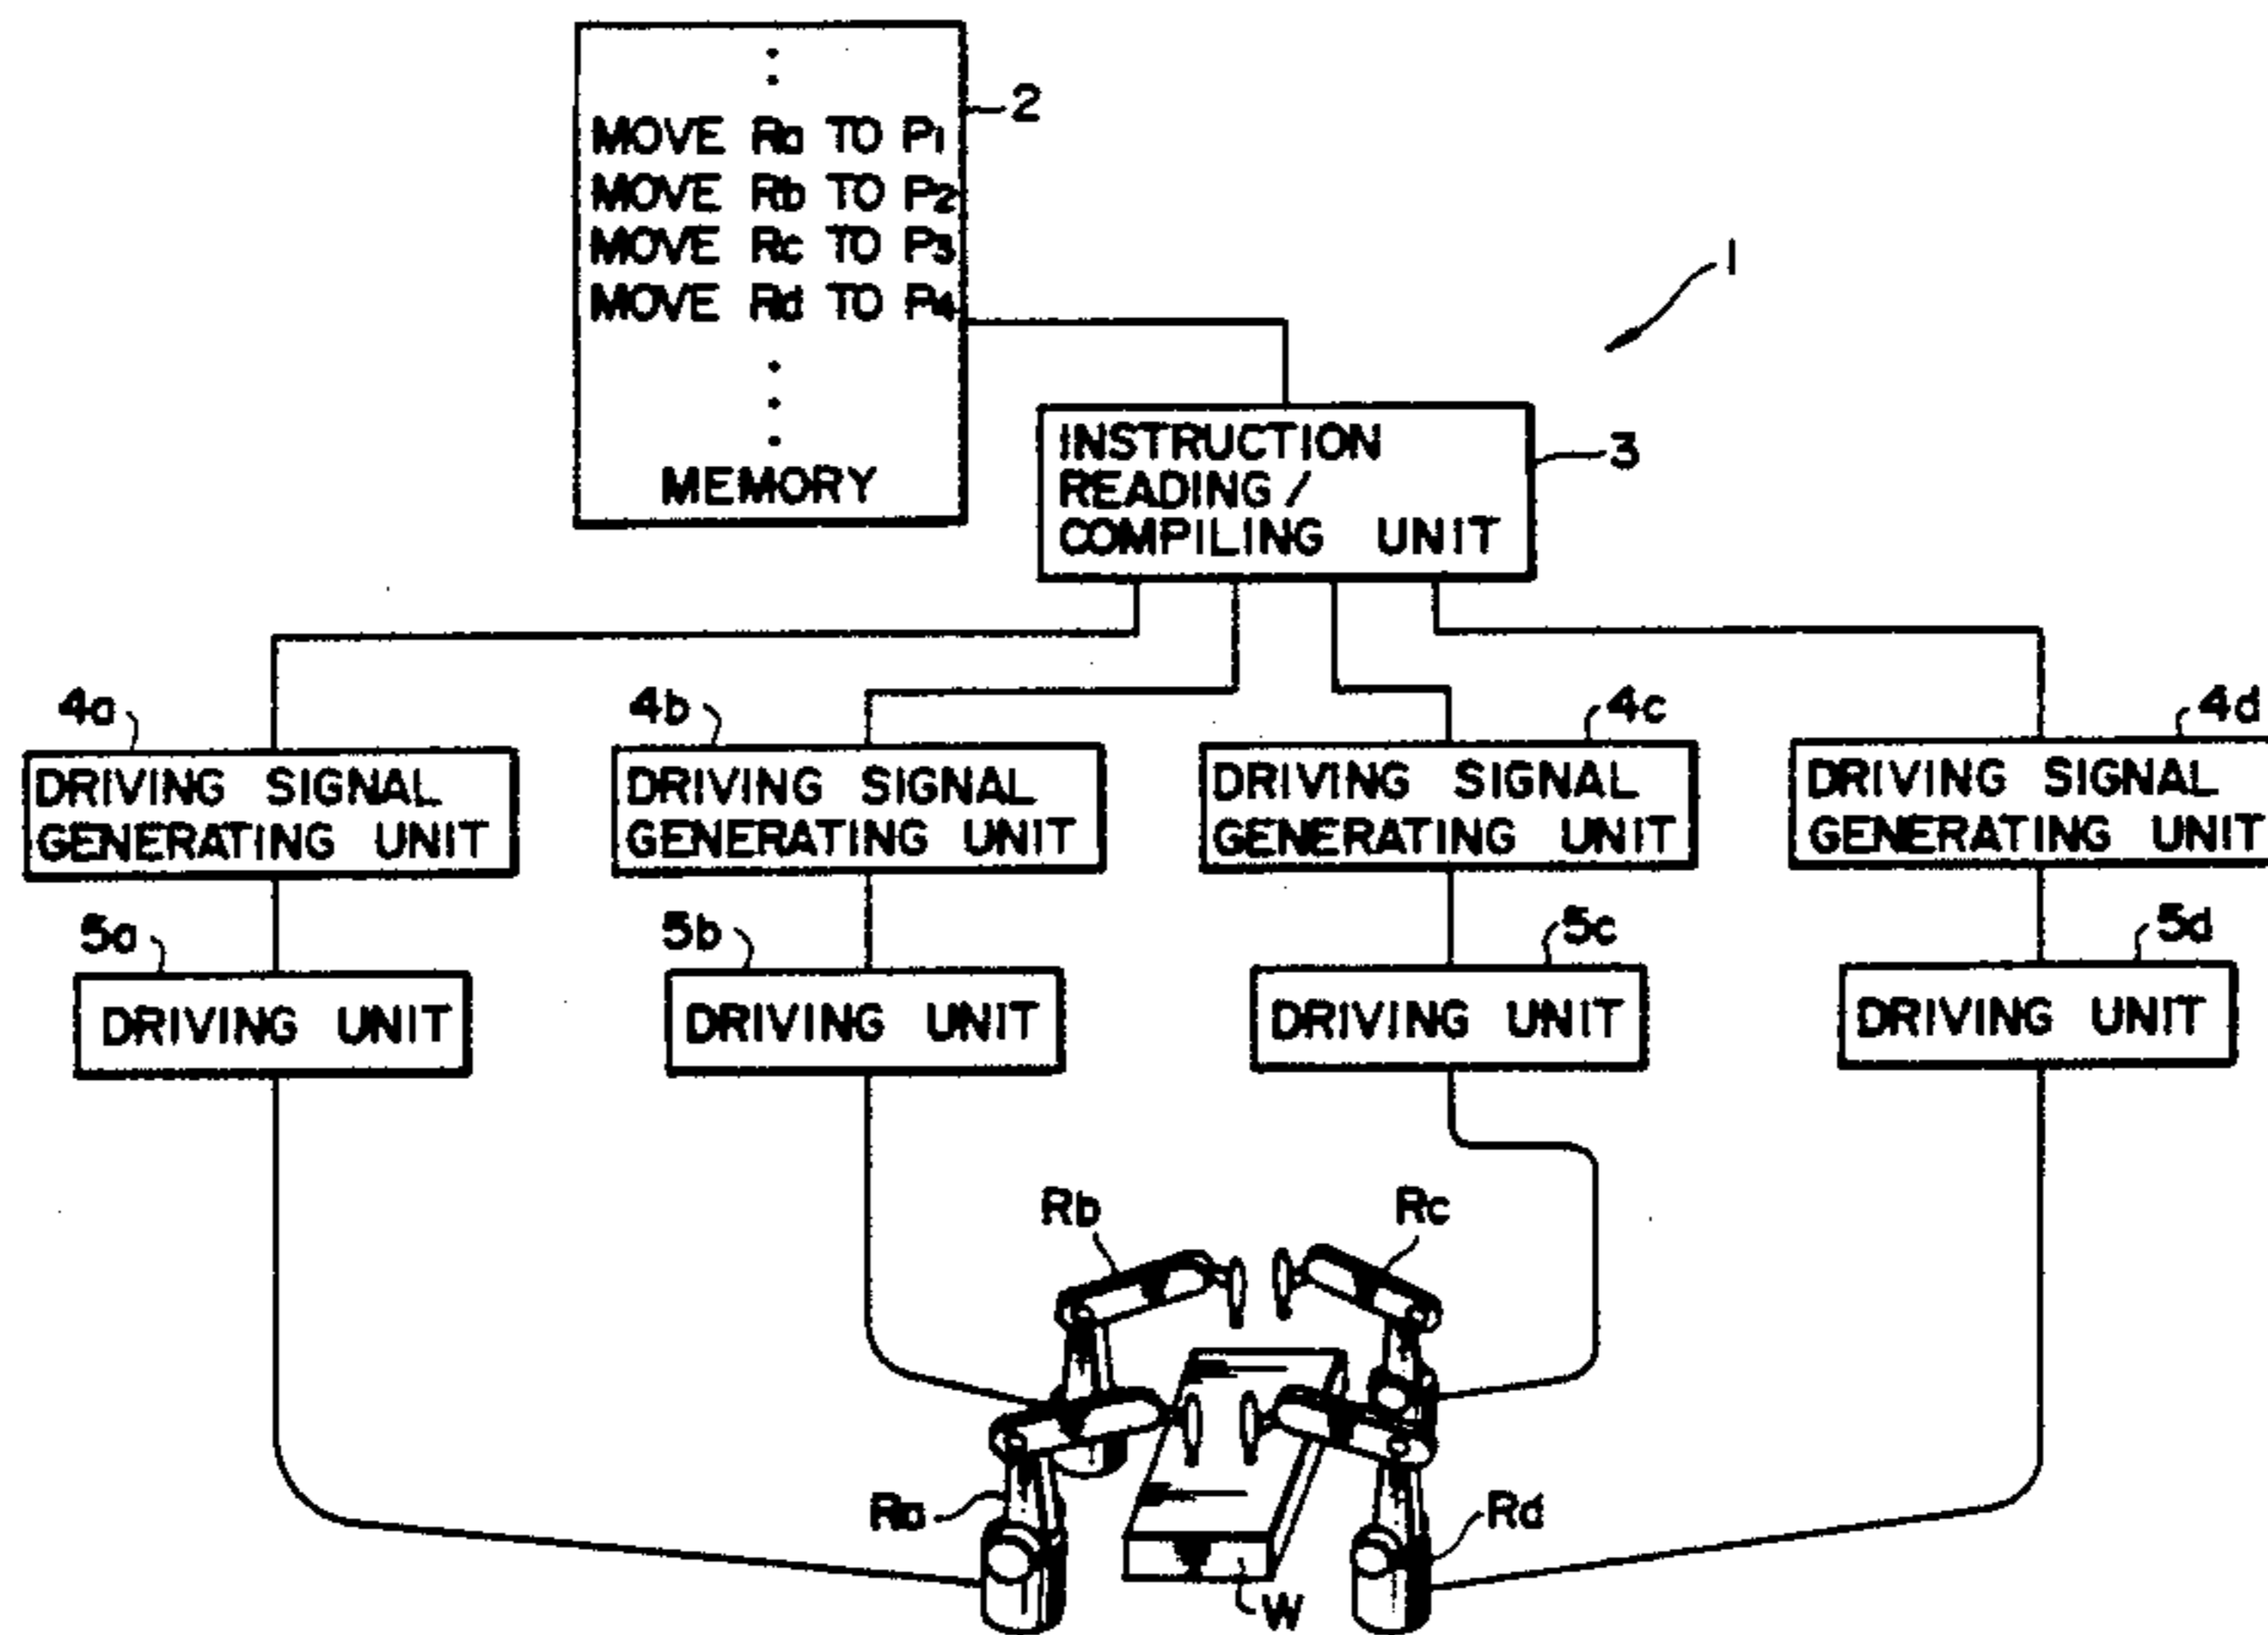 MOVE Ra TO P1
MOVE Rb TO P2
MOVE Rc TO P3
MOVE Rd TO P4
MEMORY
2
1
INSTRUCTION
READING/
COMPILING UNIT
3
4a
4b
4c
4d
DRIVING SIGNAL
GENERATING UNIT
DRIVING SIGNAL
GENERATING UNIT
DRIVING SIGNAL
GENERATING UNIT
DRIVING SIGNAL
GENERATING UNIT
5a
5b
5c
5d
DRIVING UNIT
DRIVING UNIT
DRIVING UNIT
DRIVING UNIT
Rb
Rc
Ra
Rd
W